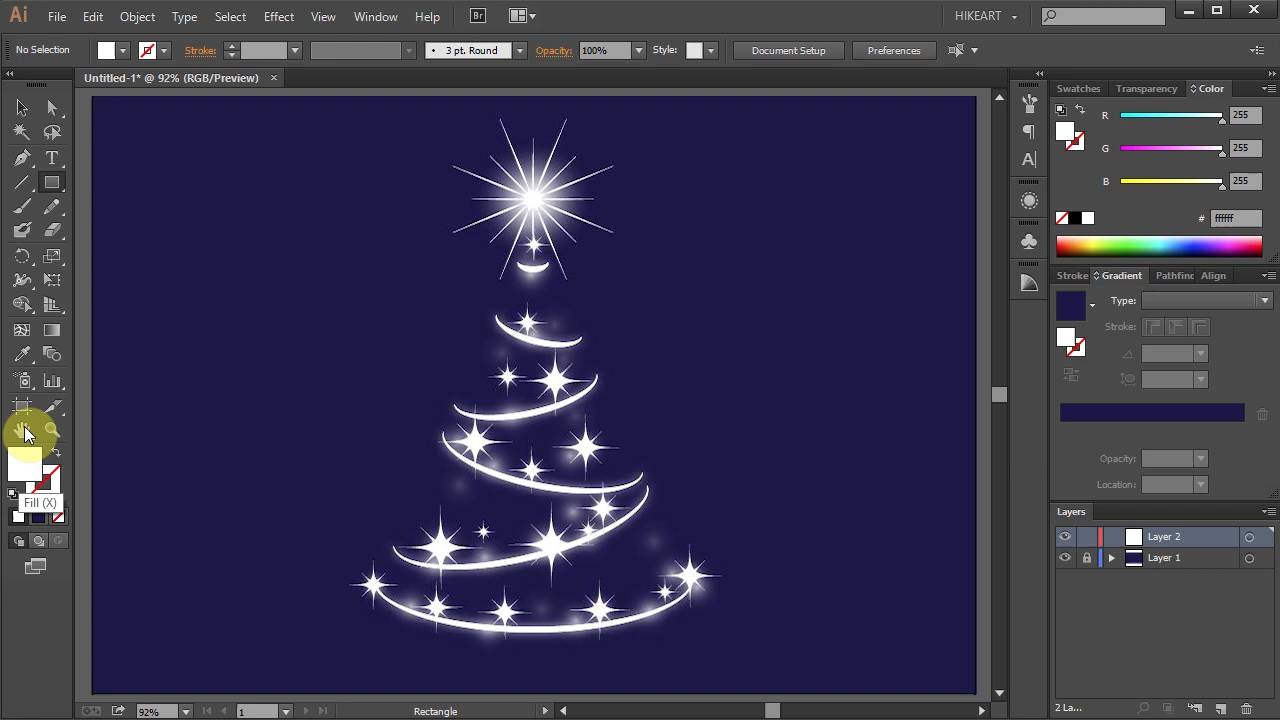 Ai File Edit Object Type Select Effect View Window Help Br HIKEART
No Selection Stroke: 3 pt. Round Opacity: 100% Style: Document Setup Preferences
Untitled-1* @ 92% (RGB/Preview) ×
Swatches Transparency Color
R 255
G 255
B 255
# ffffff
Stroke Gradient Pathfinc Align
Type:
Stroke:
Opacity:
Location:
Fill (X)
Layers
Layer 2
Layer 1
2 La...
92% 1 Rectangle